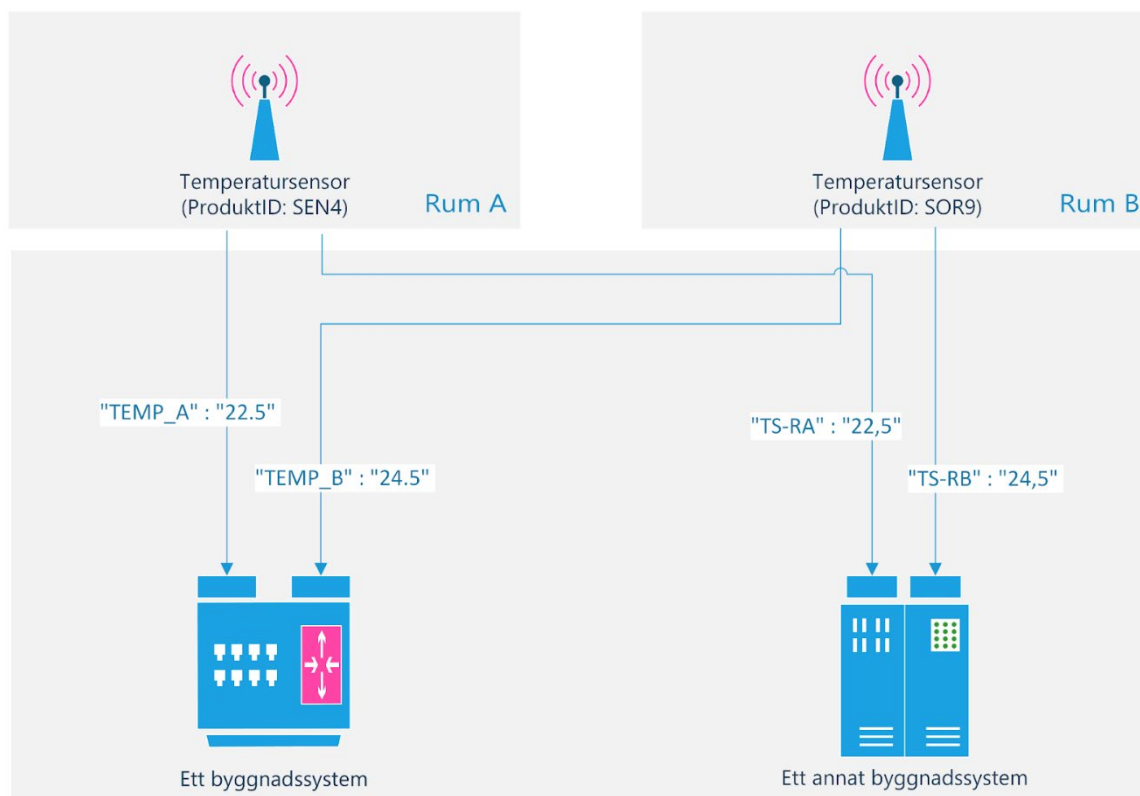 Temperatursensor
(ProduktID: SEN4)
Rum A
Temperatursensor
(ProduktID: SOR9)
Rum B
"TEMP_A" : "22.5"
"TS-RA" : "22,5"
"TEMP_B" : "24.5"
"TS-RB" : "24,5"
Ett byggnadssystem
Ett annat byggnadssystem